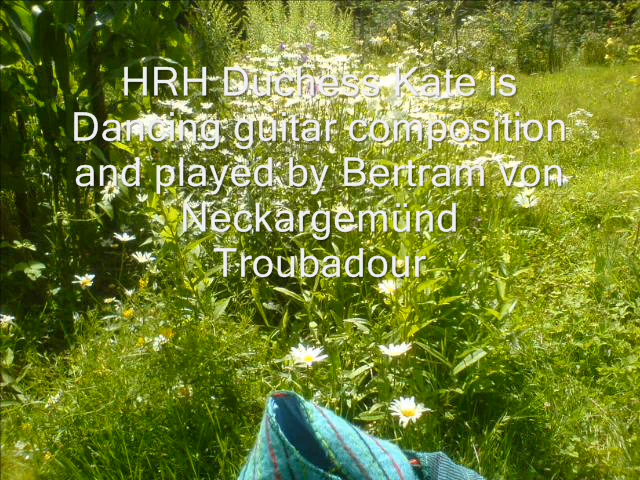 HRH Duchess Kate is
Dancing guitar composition
and played by Bertram von
Neckargemünd
Troubadour